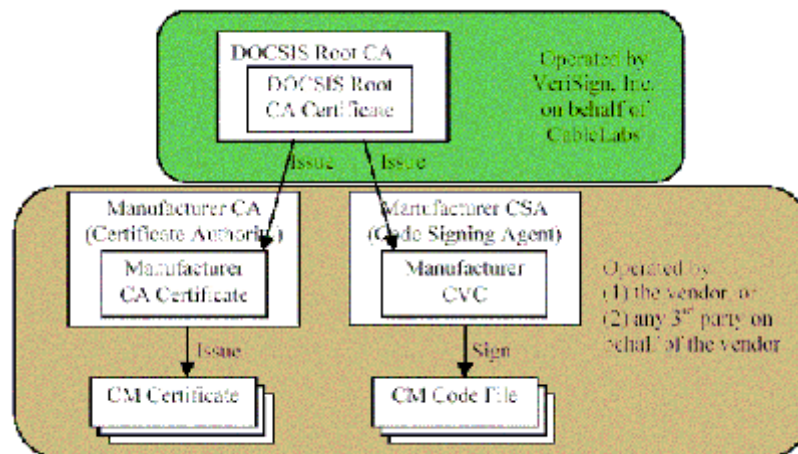 DOCSIS Root CA
DOCSIS Root
CA Certificate
Operated by
VeriSign, Inc.
on behalf of
CubicLabs
Issue
Issue
Manufacturer CA
(Certificate Authority)
Manufacturer
CA Certificate
Manufacturer CSA
(Code Signing Agent)
Manufacturer
CVC
Operated by
(1) the vendor, or
(2) any 3rd party on
behalf of the vendor
Issue
Sign
CM Certificate
CM Code File